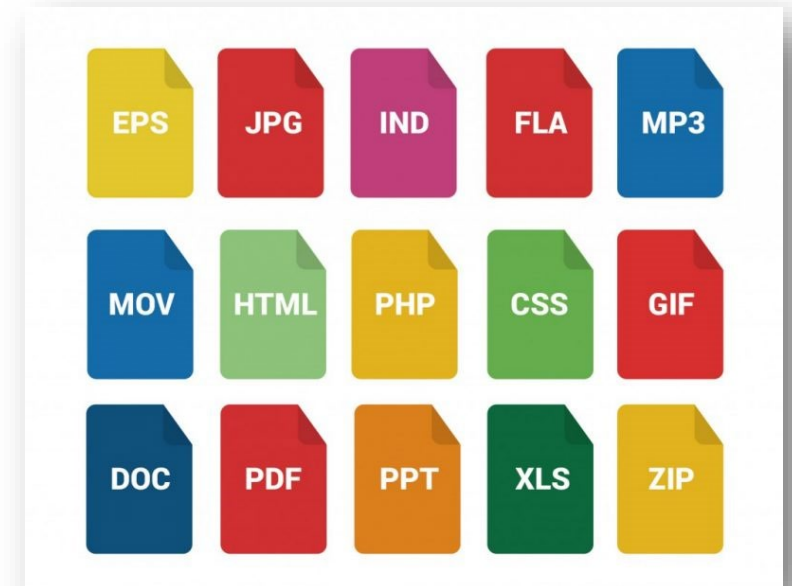 EPS JPG IND FLA MP3
MOV HTML PHP CSS GIF
DOC PDF PPT XLS ZIP